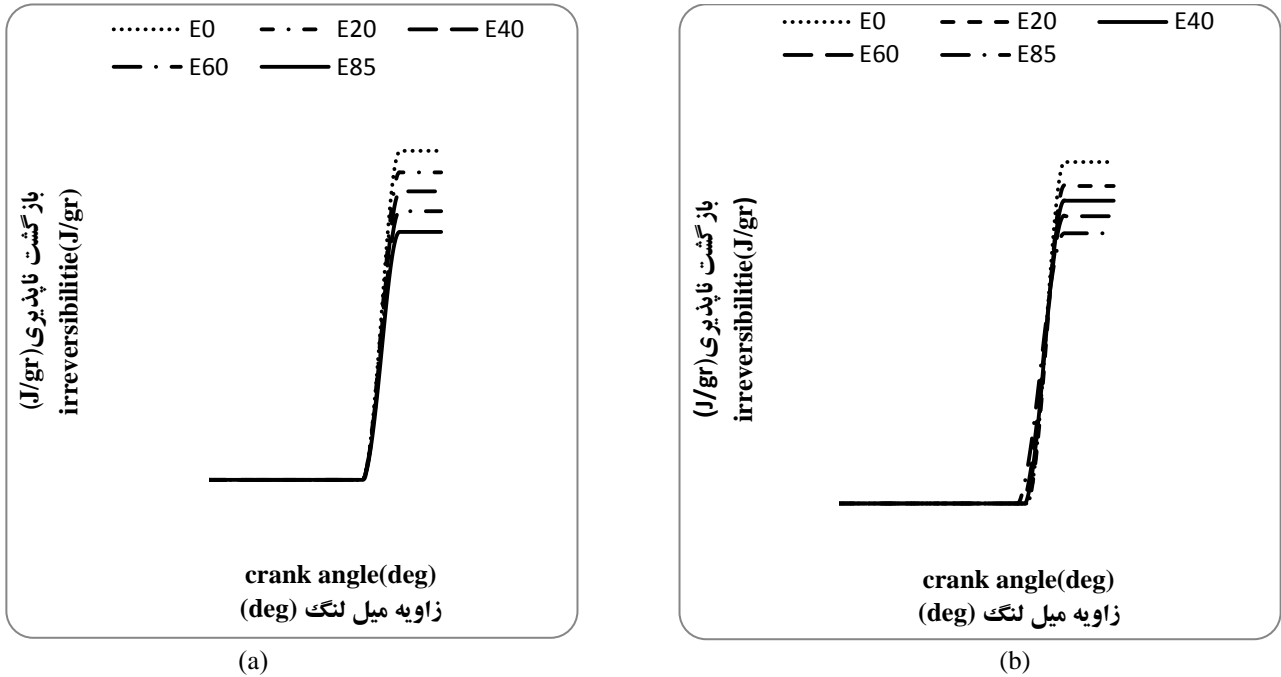 E0 E20 E40
E60 E85
بازگشت ناپذیری(J/gr)
irreversibilitie(J/gr)
crank angle(deg)
زاویه میل لنگ (deg)
(a)
E0 E20 E40
E60 E85
بازگشت ناپذیری(J/gr)
irreversibilitie(J/gr)
crank angle(deg)
زاویه میل لنگ (deg)
(b)